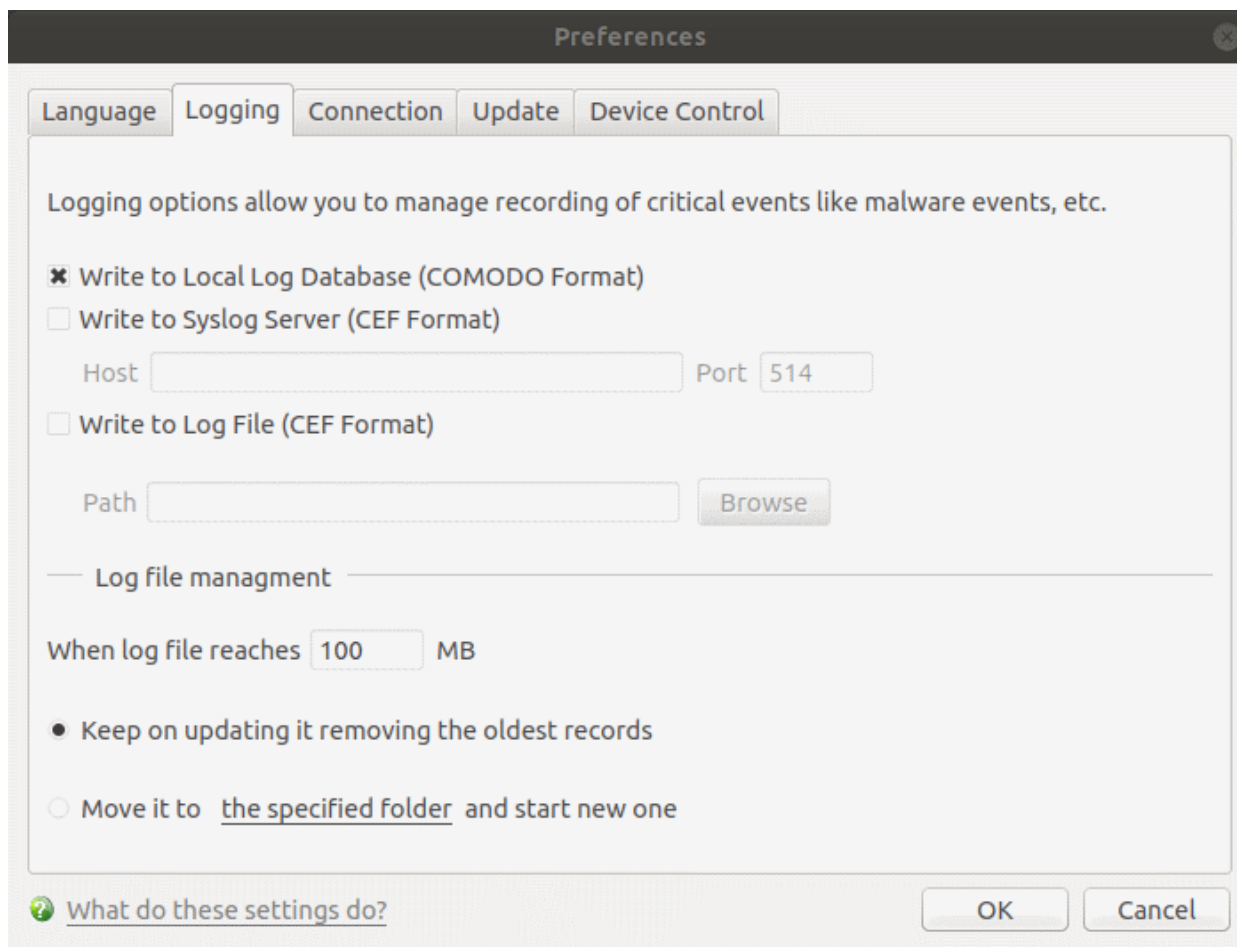 Preferences
Language Logging Connection Update Device Control
Logging options allow you to manage recording of critical events like malware events, etc.
Write to Local Log Database (COMODO Format)
Write to Syslog Server (CEF Format)
Host Port 514
Write to Log File (CEF Format)
Path Browse
Log file managment
When log file reaches 100 MB
Keep on updating it removing the oldest records
Move it to the specified folder and start new one
What do these settings do? OK Cancel